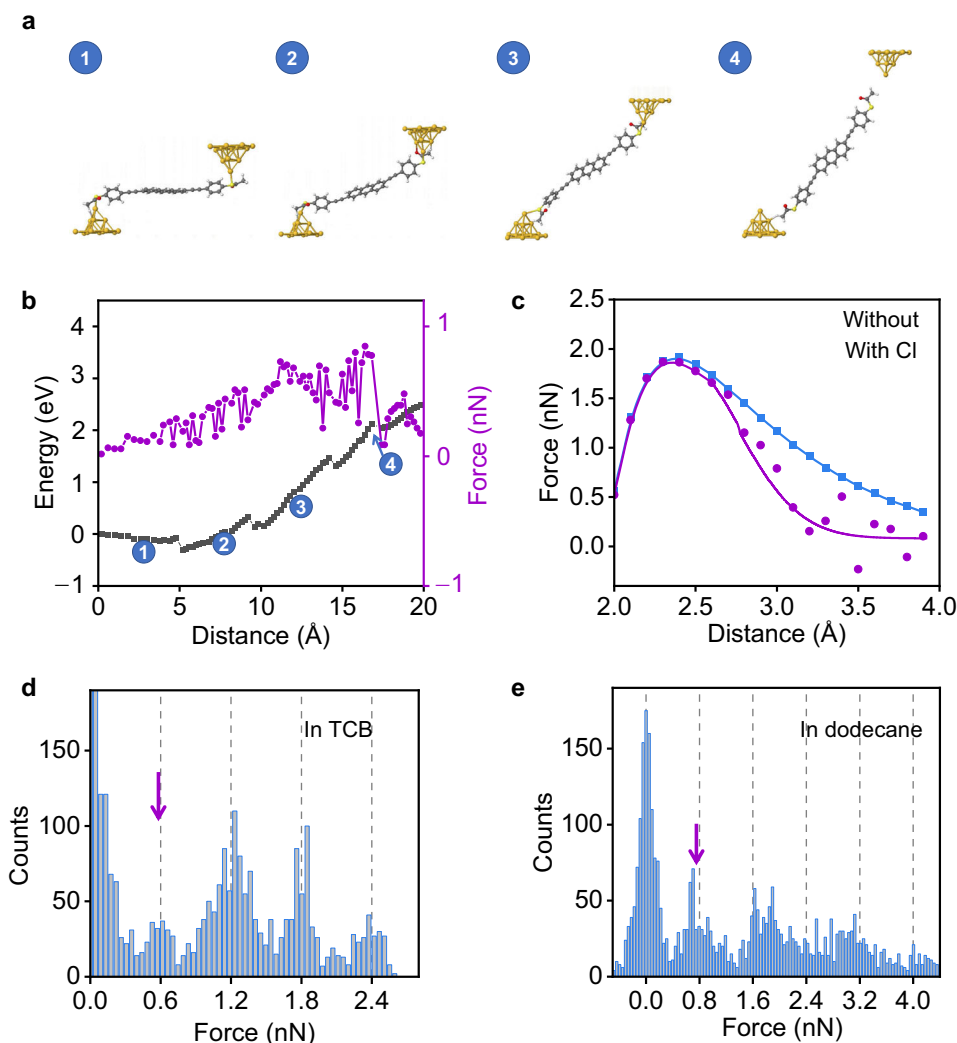 a
1 2 3 4
b
4
3
2
1
0
−1
Energy (eV)
1
0
−1
Force (nN)
1
2
3
4
0 5 10 15 20
Distance (Å)
c
2.5
2.0
1.5
1.0
0.5
0.0
Force (nN)
Without
With CI
2.0 2.5 3.0 3.5 4.0
Distance (Å)
d
150
100
50
0
Counts
In TCB
0.0 0.6 1.2 1.8 2.4
Force (nN)
e
150
100
50
0
Counts
In dodecane
0.0 0.8 1.6 2.4 3.2 4.0
Force (nN)